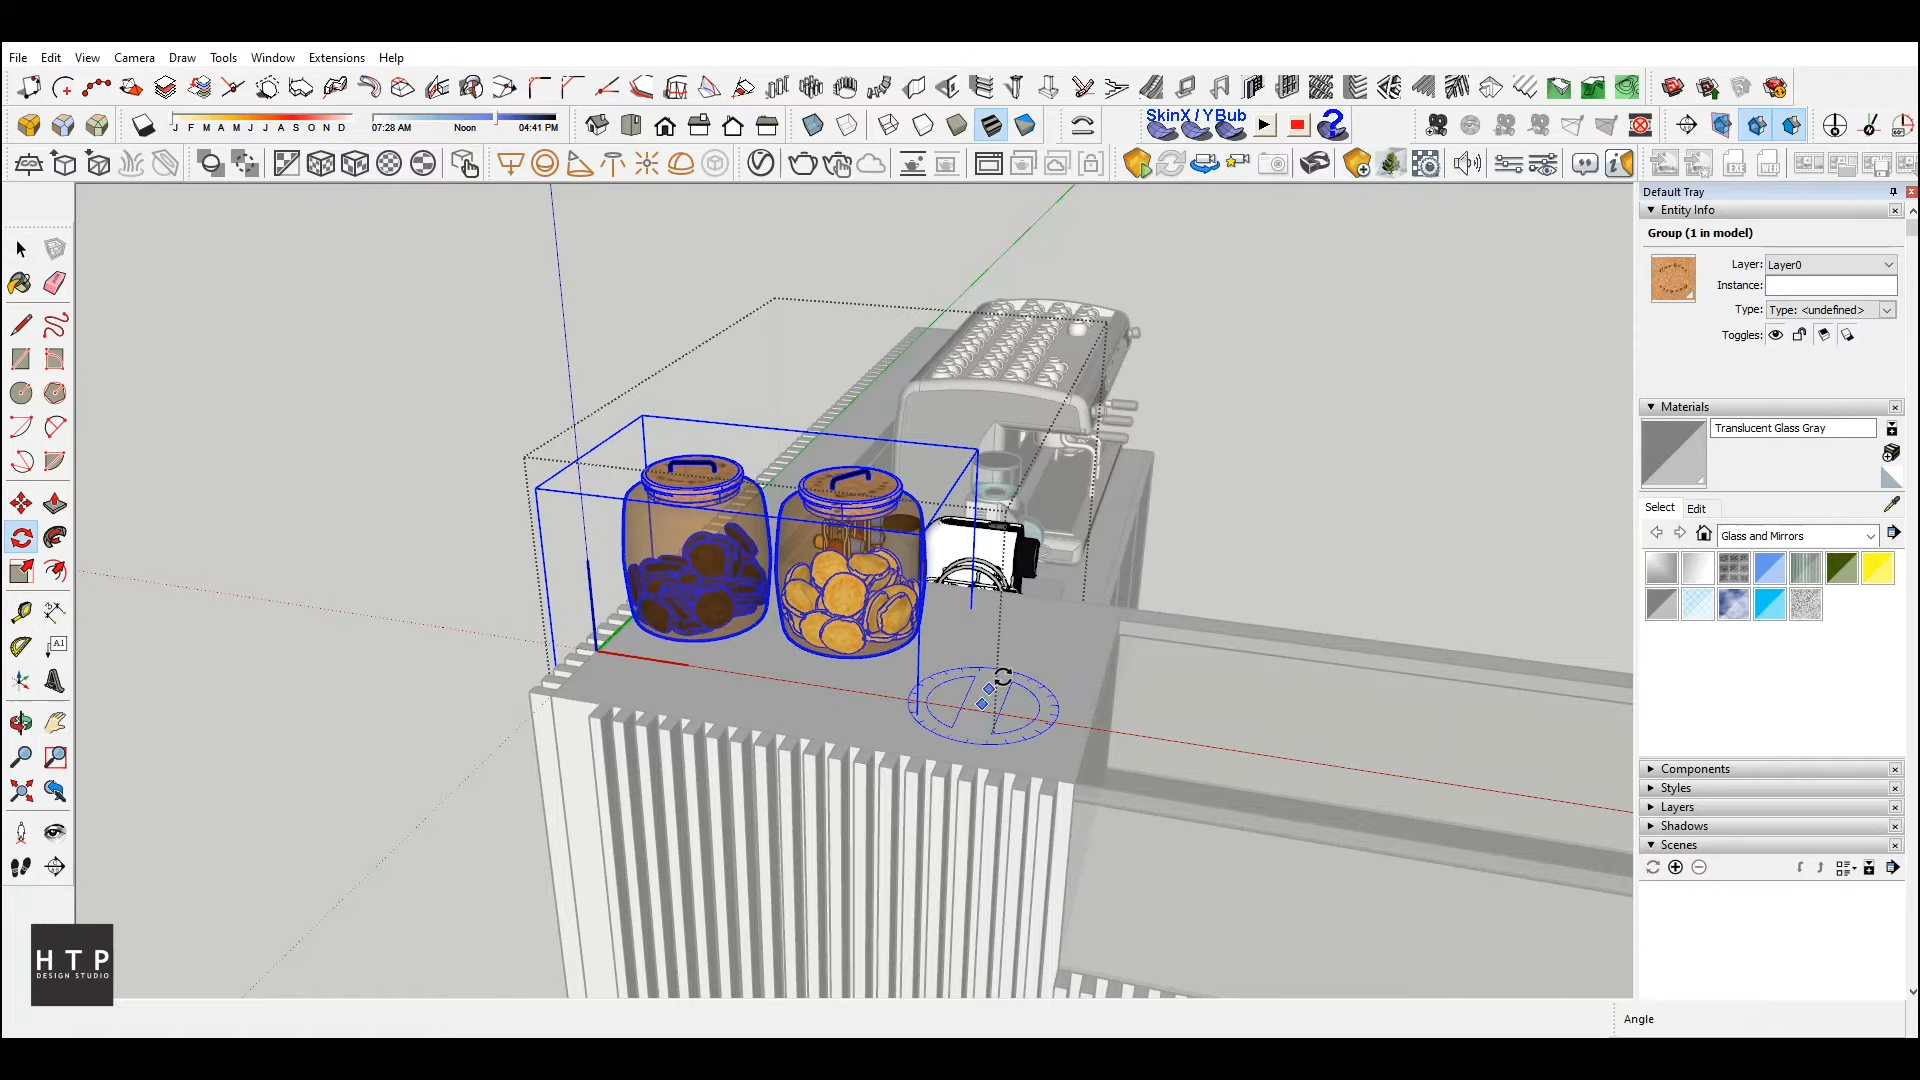 File Edit View Camera Draw Tools Window Extensions Help
J F M A M J J A S O N D
07:28 AM Noon 04:41 PM
SkinX / YBub
Default Tray
Entity Info
Group (1 in model)
Layer: Layer0
Instance:
Type: Type: <undefined>
Toggles:
Materials
Translucent Glass Gray
Select Edit
Glass and Mirrors
Components
Styles
Layers
Shadows
Scenes
A1
HTP
DESIGN STUDIO
Angle